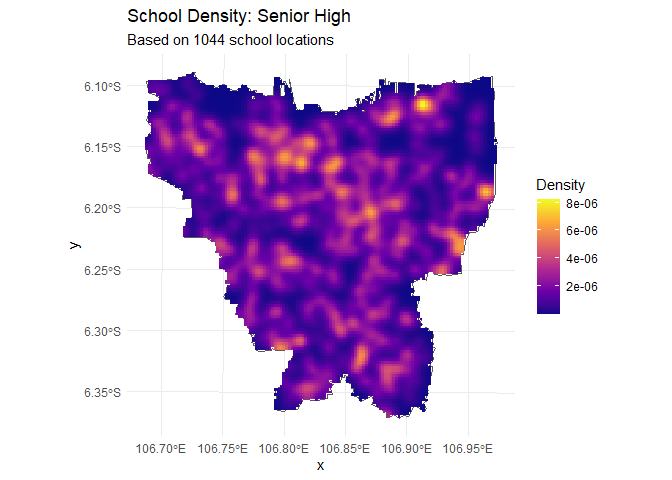 School Density: Senior High
Based on 1044 school locations
6.10°S
6.15°S
6.20°S
6.25°S
6.30°S
6.35°S
y
106.70°E 106.75°E 106.80°E 106.85°E 106.90°E 106.95°E
x
Density
8e-06
6e-06
4e-06
2e-06